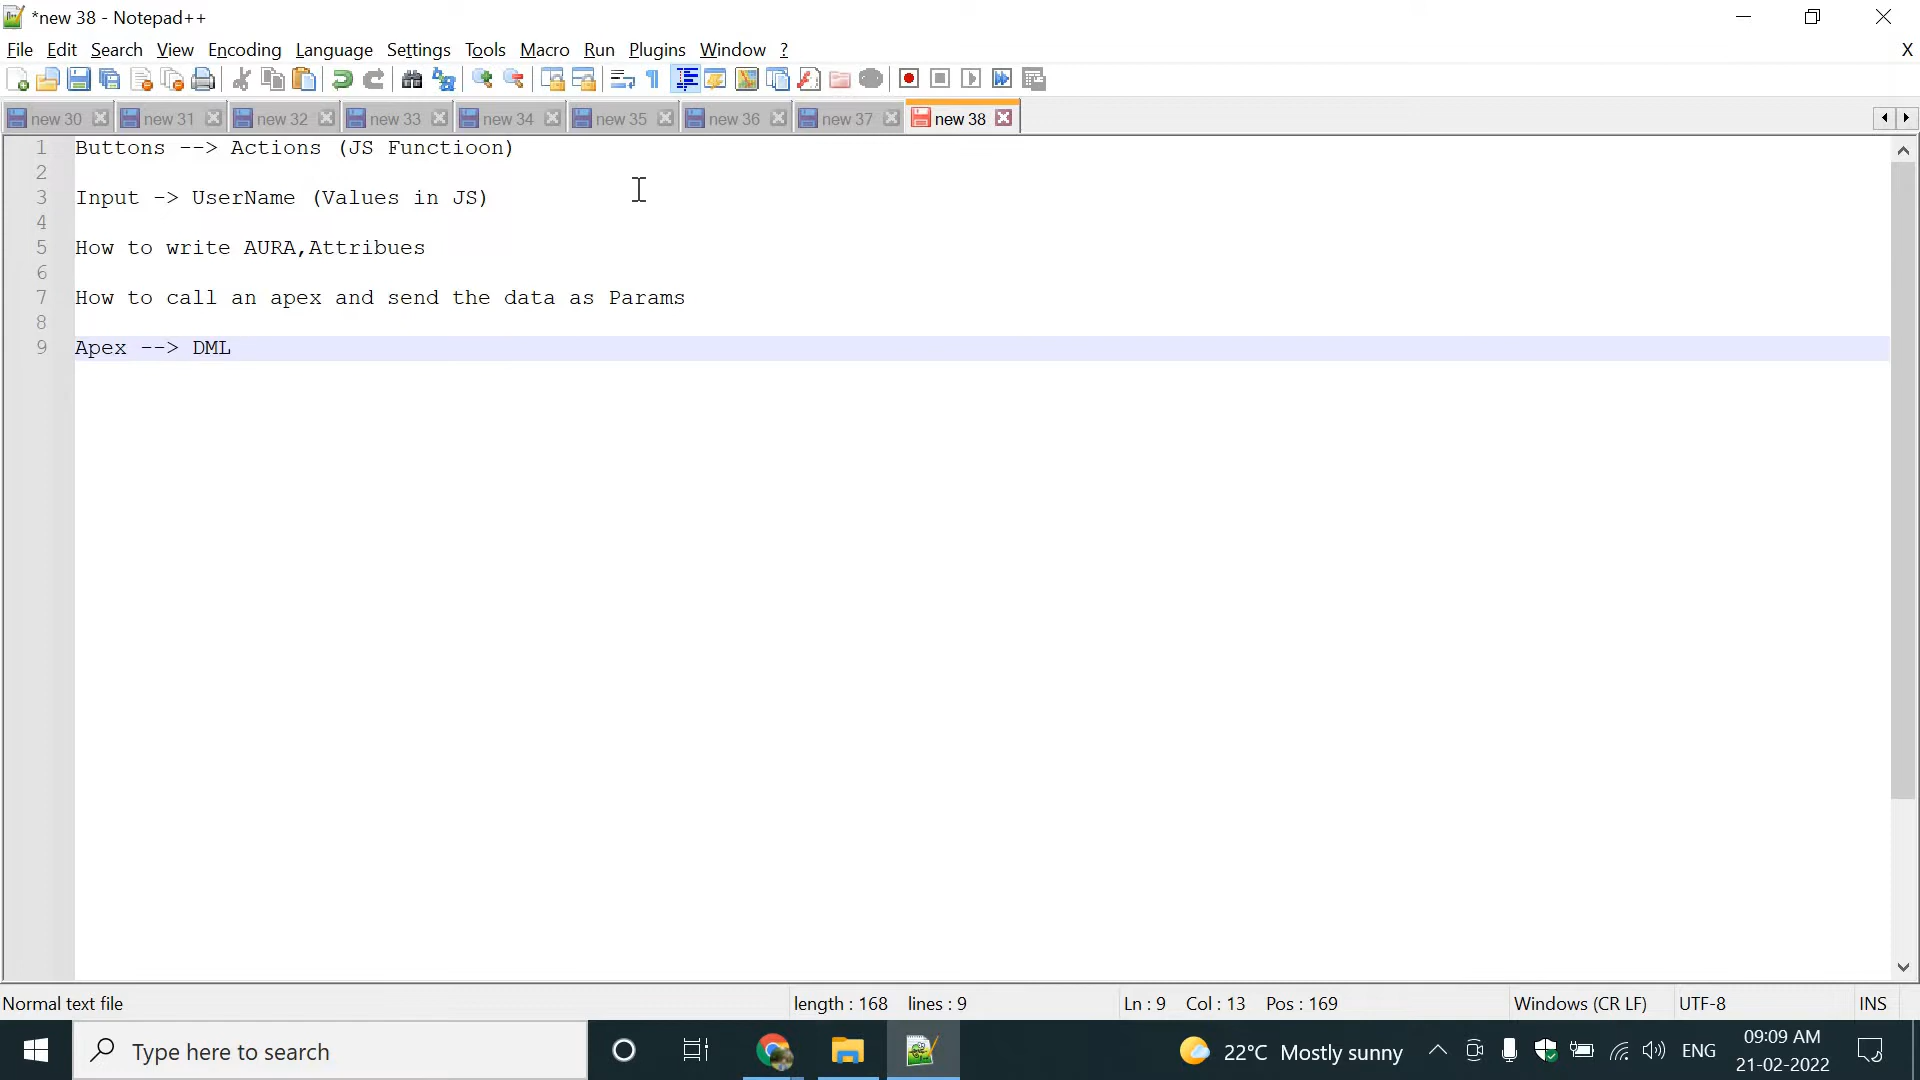 *new 38 - Notepad++
File Edit Search View Encoding Language Settings Tools Macro Run Plugins Window ? X
new 30 new 31 new 32 new 33 new 34 new 35 new 36 new 37 new 38
1 Buttons --> Actions (JS Functioon)
2
3 Input -> UserName (Values in JS)
4
5 How to write AURA,Attribues
6
7 How to call an apex and send the data as Params
8
9 Apex --> DML
Normal text file length : 168 lines : 9 Ln : 9 Col : 13 Pos : 169 Windows (CR LF) UTF-8 INS
Type here to search 22°C Mostly sunny ENG 09:09 AM
21-02-2022